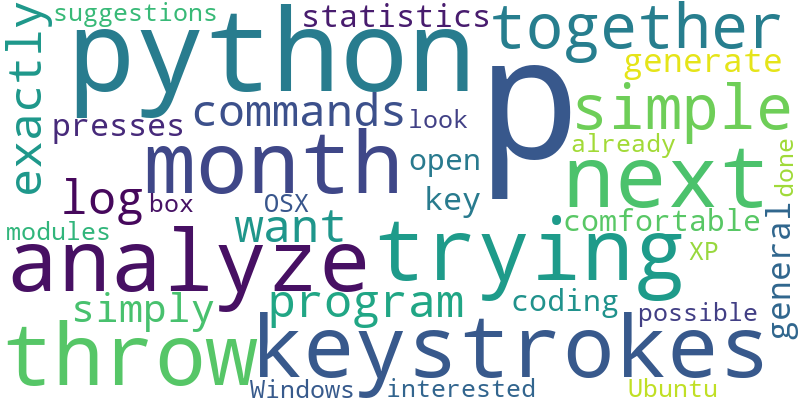 suggestions
statistics
python
together
exactly
p
generate
commands
simple
presses
look
already
month
open
next
done
log
box
OSX
key
want
comfortable
modules
analyze
trying
XP
general
simply
program
coding
possible
throw
keystrokes
Windows
interested
Ubuntu